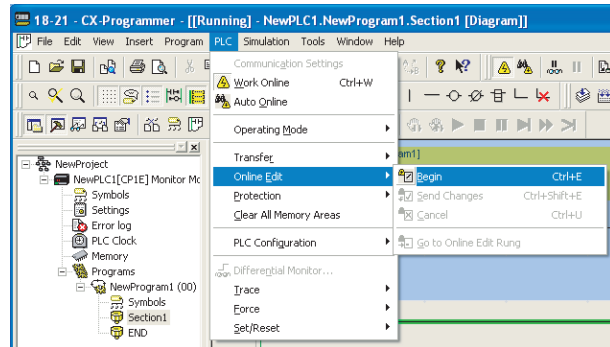 18-21 - CX-Programmer - [[Running] - NewPLC1.NewProgram1.Section1 [Diagram]]
File Edit View Insert Program PLC Simulation Tools Window Help
Communication Settings
Work Online Ctrl+W
Auto Online
Operating Mode
Transfer
Online Edit
Protection
Clear All Memory Areas
PLC Configuration
Differential Monitor...
Trace
Force
Set/Reset
am1]
Begin Ctrl+E
Send Changes Ctrl+Shift+E
Cancel Ctrl+U
Go to Online Edit Rung
NewProject
NewPLC1[CP1E] Monitor Mo
Symbols
Settings
Error log
PLC Clock
Memory
Programs
NewProgram1 (00)
Symbols
Section1
END